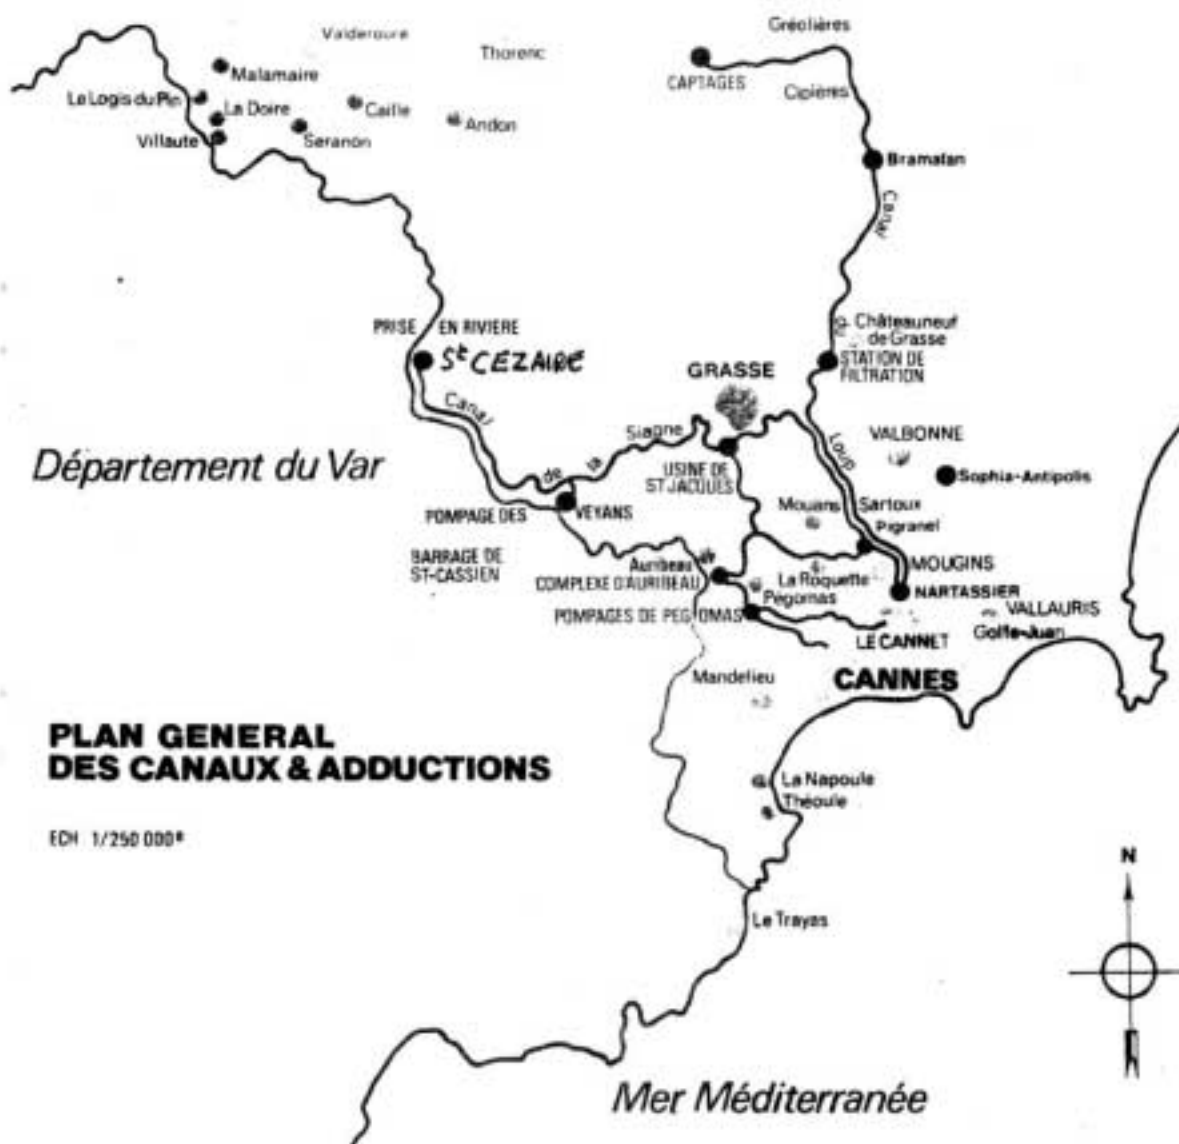 Gréolières
Valderoure
Thorenc
Malamaire
CAPTAGES
Cipières
Le Logis du Pin
La Doire
Caille
Andon
Villaute
Seranon
Bramafan
Canal
du
Loup
PRISE EN RIVIERE
St CEZAIRE
Châteauneuf
de Grasse
STATION DE
FILTRATION
GRASSE
Canal
de
la
Siagne
VALBONNE
Département du Var
USINE DE
ST JACQUES
Sophia-Antipolis
POMPAGE DES VEYANS
Mouans
Sartoux
Pigranel
BARRAGE DE
ST-CASSIEN
Auribeau
COMPLEXE D'AURIBEAU
MOUGINS
La Roquette
Pégomas
NARTASSIER
POMPAGES DE PEGOMAS
VALLAURIS
Golfe-Juan
LE CANNET
Mandelieu
CANNES
PLAN GENERAL
DES CANAUX & ADDUCTIONS
La Napoule
Théoule
ECH 1/250 000e
N
Le Trayas
Mer Méditerranée